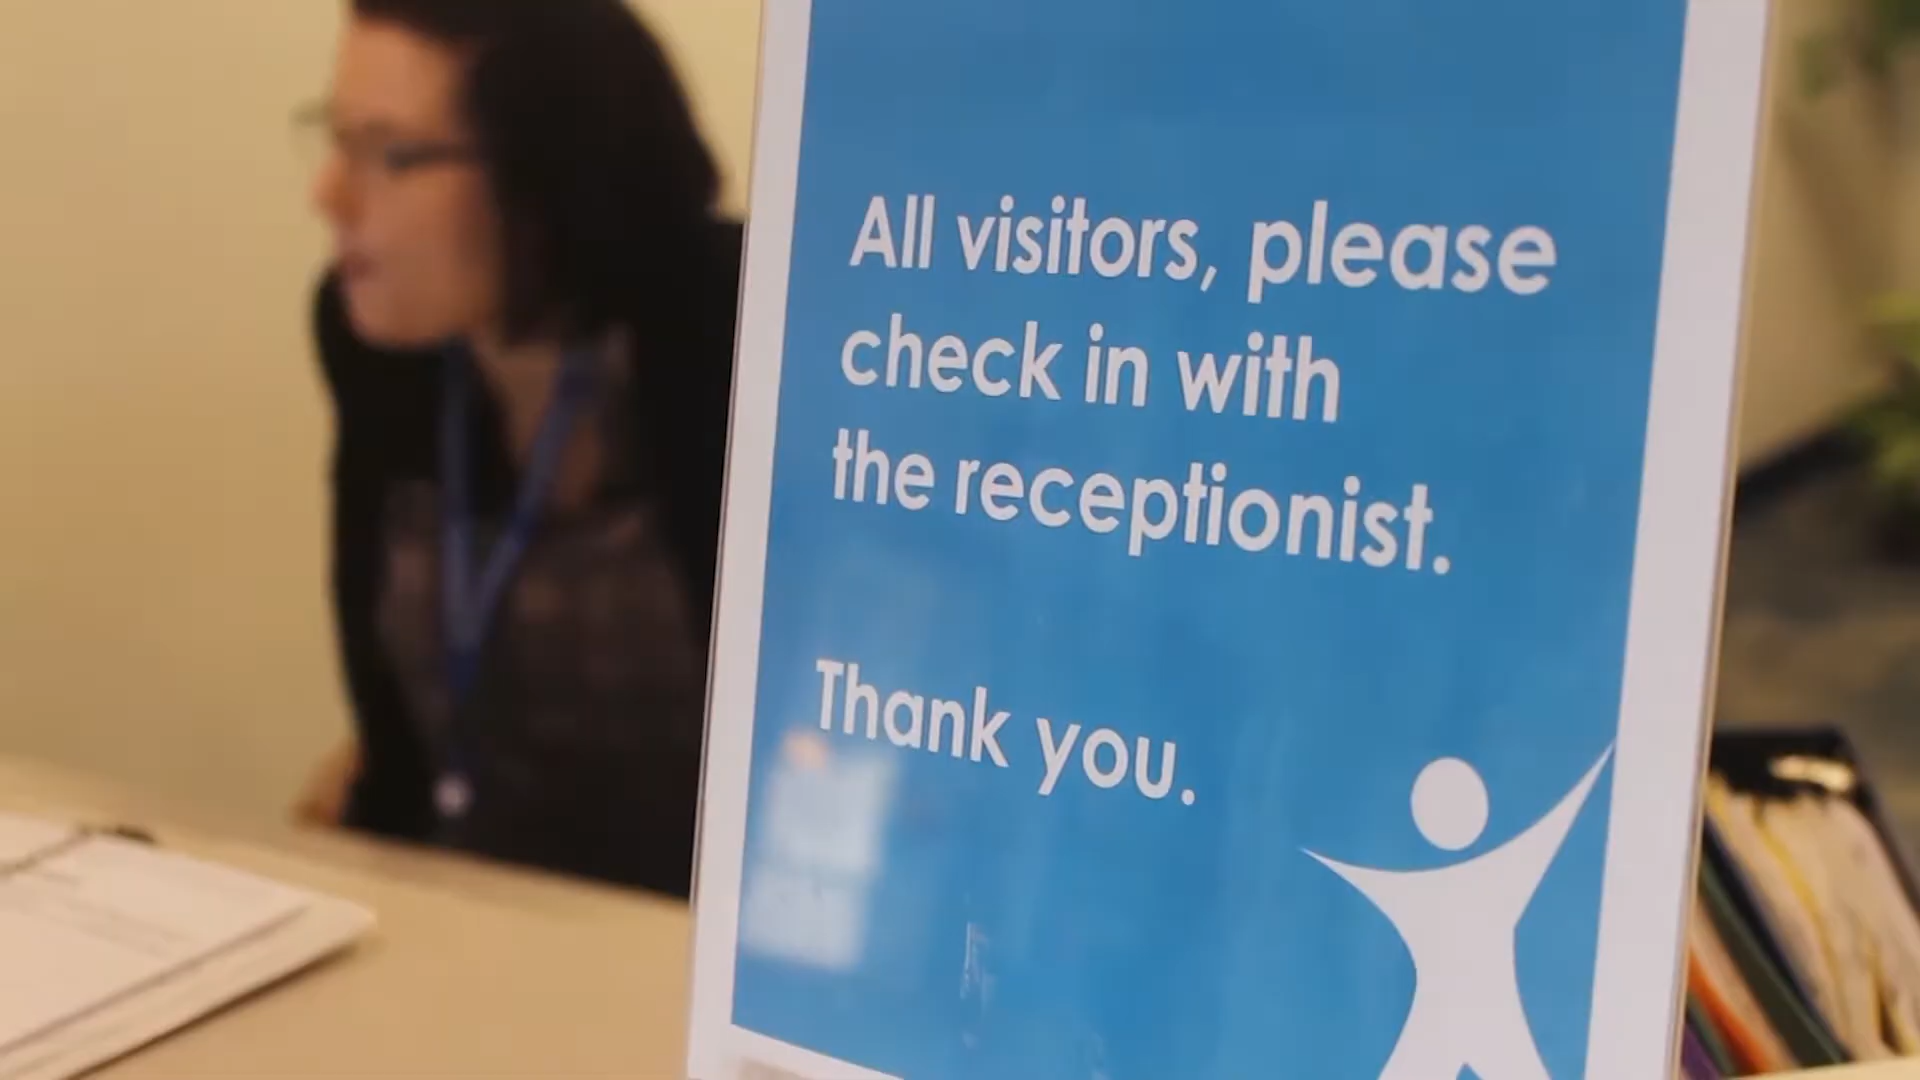 All visitors, please
check in with
the receptionist.
Thank you.